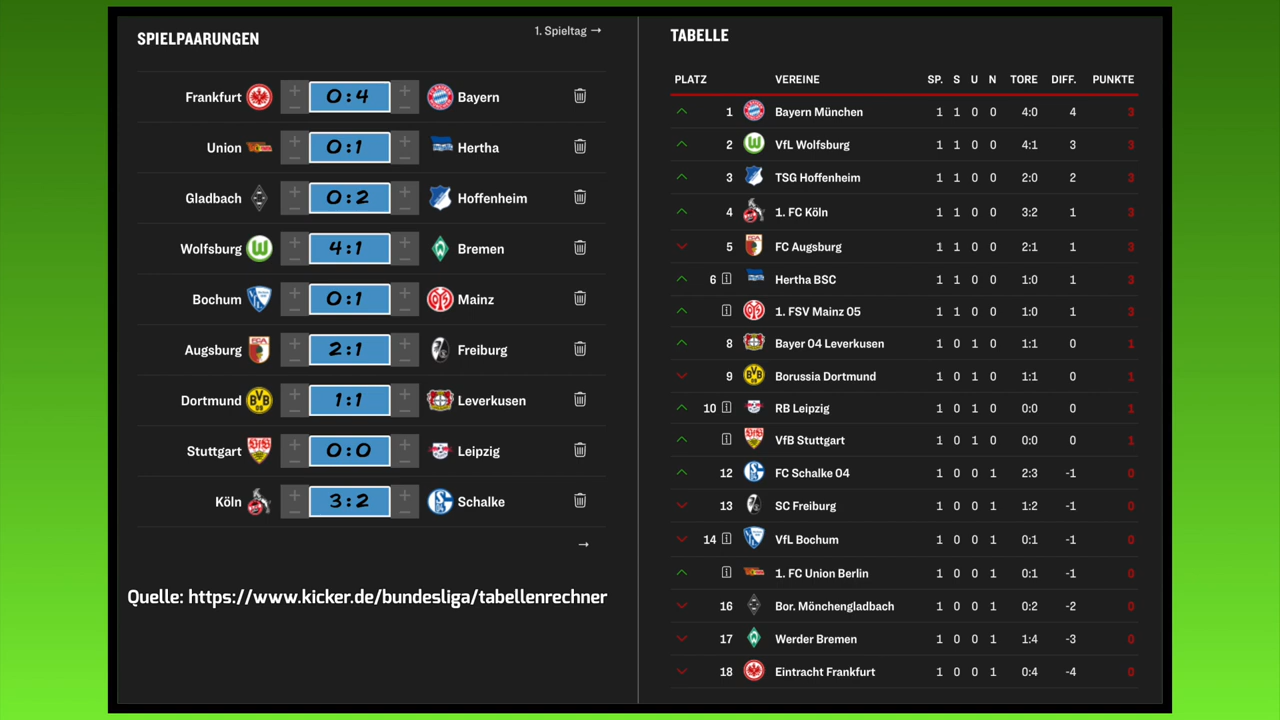 SPIELPAARUNGEN
1. Spieltag →
Frankfurt 0:4 Bayern
Union 0:1 Hertha
Gladbach 0:2 Hoffenheim
Wolfsburg 4:1 Bremen
Bochum 0:1 Mainz
Augsburg 2:1 Freiburg
Dortmund 1:1 Leverkusen
Stuttgart 0:0 Leipzig
Köln 3:2 Schalke
→
Quelle: https://www.kicker.de/bundesliga/tabellenrechner
TABELLE
PLATZ VEREINE SP. S U N TORE DIFF. PUNKTE
1 Bayern München 1 1 0 0 4:0 4 3
2 VfL Wolfsburg 1 1 0 0 4:1 3 3
3 TSG Hoffenheim 1 1 0 0 2:0 2 3
4 1. FC Köln 1 1 0 0 3:2 1 3
5 FC Augsburg 1 1 0 0 2:1 1 3
6 Hertha BSC 1 1 0 0 1:0 1 3
1. FSV Mainz 05 1 1 0 0 1:0 1 3
8 Bayer 04 Leverkusen 1 0 1 0 1:1 0 1
9 Borussia Dortmund 1 0 1 0 1:1 0 1
10 RB Leipzig 1 0 1 0 0:0 0 1
VfB Stuttgart 1 0 1 0 0:0 0 1
12 FC Schalke 04 1 0 0 1 2:3 -1 0
13 SC Freiburg 1 0 0 1 1:2 -1 0
14 VfL Bochum 1 0 0 1 0:1 -1 0
1. FC Union Berlin 1 0 0 1 0:1 -1 0
16 Bor. Mönchengladbach 1 0 0 1 0:2 -2 0
17 Werder Bremen 1 0 0 1 1:4 -3 0
18 Eintracht Frankfurt 1 0 0 1 0:4 -4 0